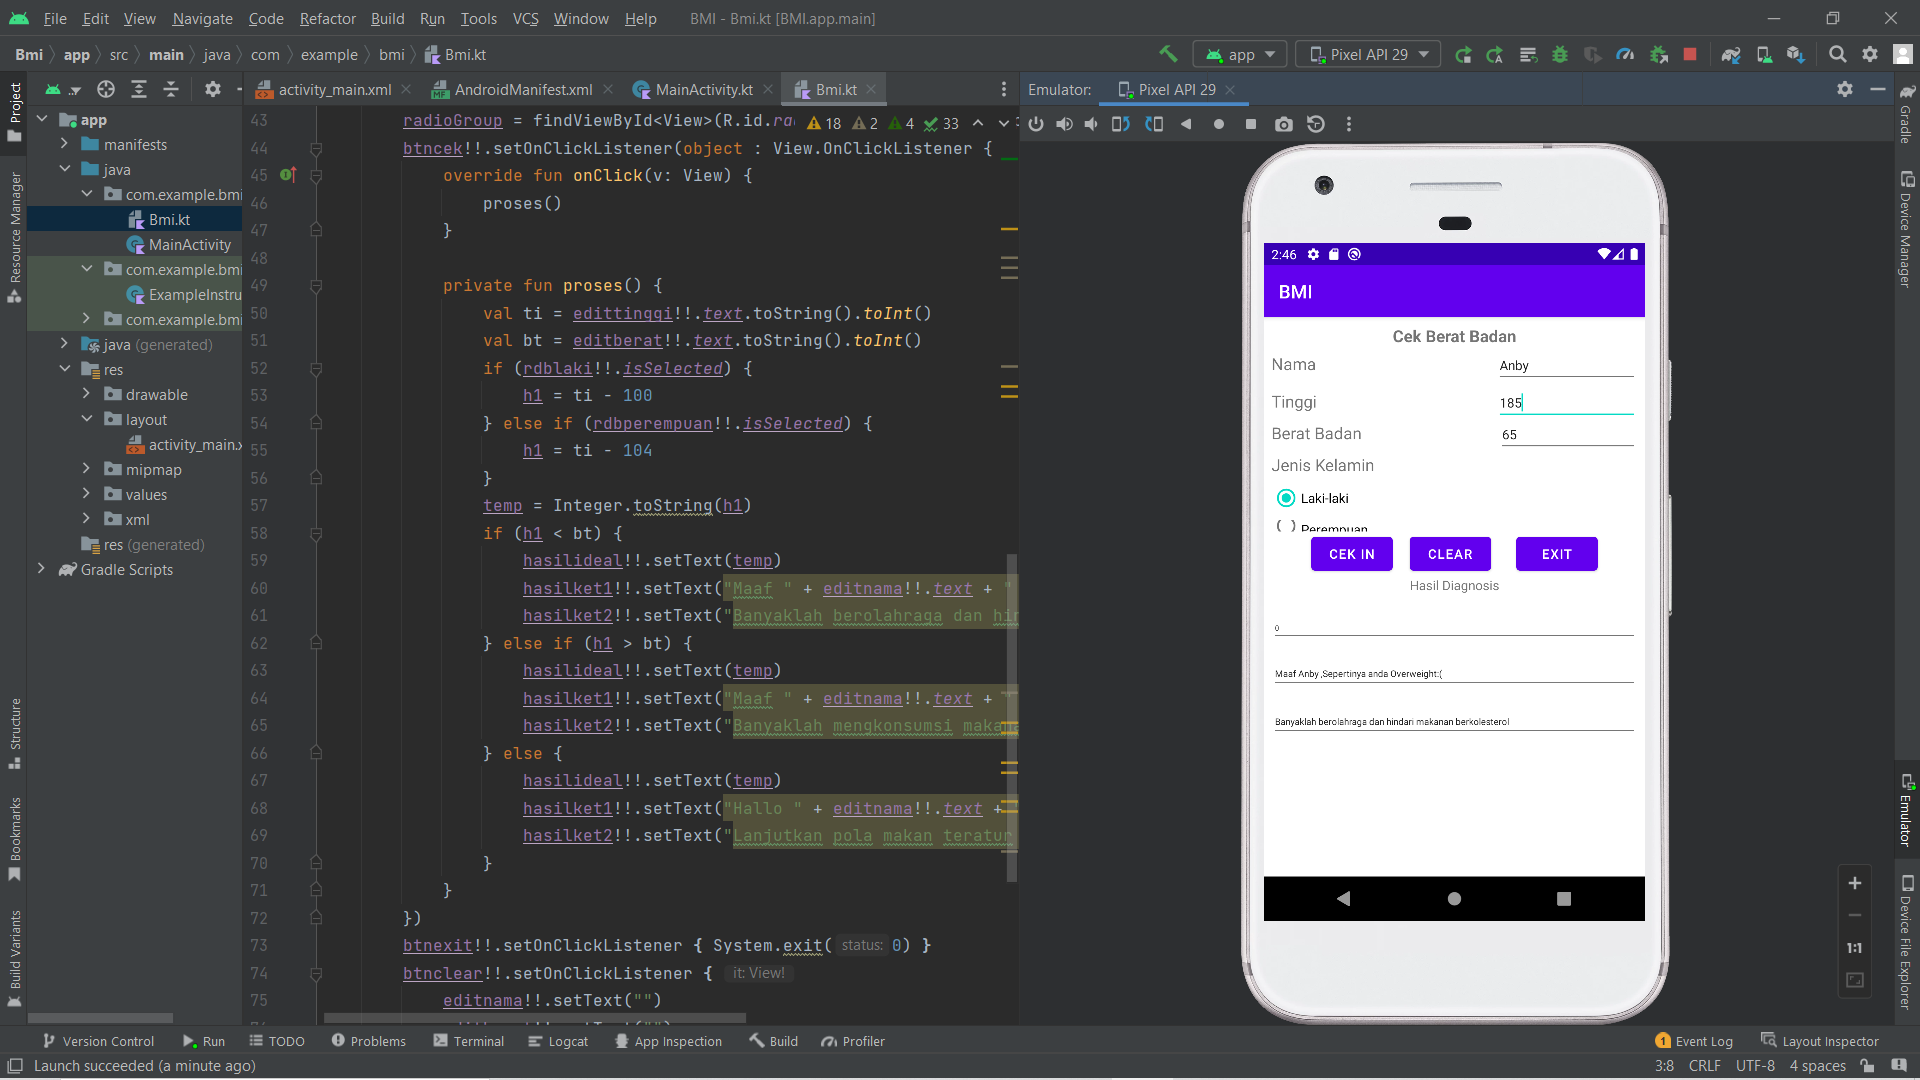 File Edit View Navigate Code Refactor Build Run Tools VCS Window Help BMI - Bmi.kt [BMI.app.main]
Bmi app src main java com example bmi Bmi.kt app Pixel API 29
activity_main.xml AndroidManifest.xml MainActivity.kt Bmi.kt Emulator: Pixel API 29
Project
Resource Manager
Structure
Bookmarks
Build Variants
app
manifests
java
com.example.bmi
Bmi.kt
MainActivity
com.example.bmi
ExampleInstru
com.example.bmi
java (generated)
res
drawable
layout
activity_main.x
mipmap
values
xml
res (generated)
Gradle Scripts
18 2 4 33
43 radioGroup = findViewById<View>(R.id.ra
44 btncek!!.setOnClickListener(object : View.OnClickListener {
45 override fun onClick(v: View) {
46 proses()
47 }
48
49 private fun proses() {
50 val ti = edittinggi!!.text.toString().toInt()
51 val bt = editberat!!.text.toString().toInt()
52 if (rdblaki!!.isSelected) {
53 h1 = ti - 100
54 } else if (rdbperempuan!!.isSelected) {
55 h1 = ti - 104
56 }
57 temp = Integer.toString(h1)
58 if (h1 < bt) {
59 hasilideal!!.setText(temp)
60 hasilket1!!.setText("Maaf " + editnama!!.text + "
61 hasilket2!!.setText("Banyaklah berolahraga dan hin
62 } else if (h1 > bt) {
63 hasilideal!!.setText(temp)
64 hasilket1!!.setText("Maaf " + editnama!!.text + "
65 hasilket2!!.setText("Banyaklah mengkonsumsi makana
66 } else {
67 hasilideal!!.setText(temp)
68 hasilket1!!.setText("Hallo " + editnama!!.text + "
69 hasilket2!!.setText("Lanjutkan pola makan teratur
70 }
71 }
72 })
73 btnexit!!.setOnClickListener { System.exit( status: 0) }
74 btnclear!!.setOnClickListener { it: View!
75 editnama!!.setText("")
2:46
BMI
Cek Berat Badan
Nama Anby
Tinggi 185
Berat Badan 65
Jenis Kelamin
Laki-laki
Perempuan
CEK IN CLEAR EXIT
Hasil Diagnosis
0
Maaf Anby ,Sepertinya anda Overweight:(
Banyaklah berolahraga dan hindari makanan berkolesterol
1:1
Gradle
Device Manager
Emulator
Device File Explorer
Version Control Run TODO Problems Terminal Logcat App Inspection Build Profiler 1 Event Log Layout Inspector
Launch succeeded (a minute ago) 3:8 CRLF UTF-8 4 spaces